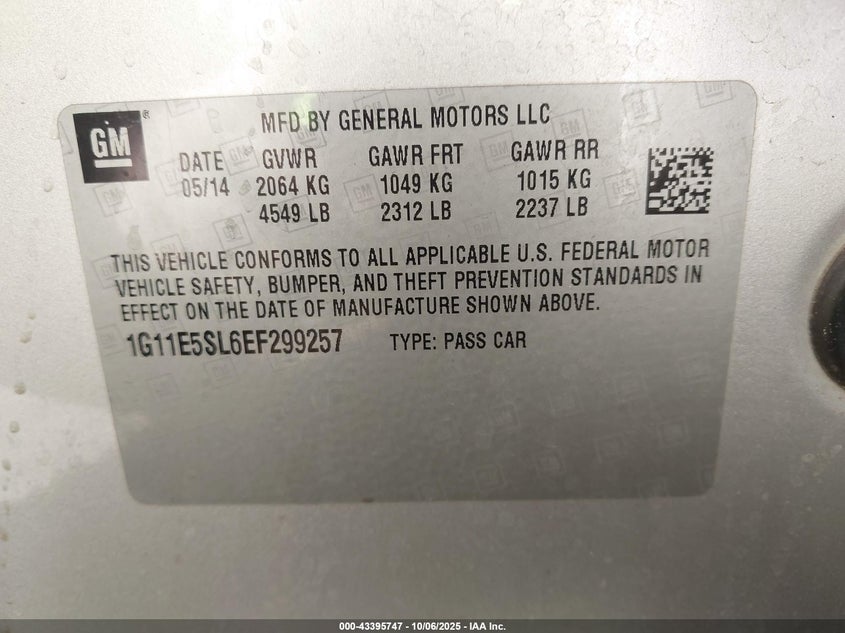 GM ®
MFD BY GENERAL MOTORS LLC
DATE GVWR GAWR FRT GAWR RR
05/14 2064 KG 1049 KG 1015 KG
4549 LB 2312 LB 2237 LB
THIS VEHICLE CONFORMS TO ALL APPLICABLE U.S. FEDERAL MOTOR
VEHICLE SAFETY, BUMPER, AND THEFT PREVENTION STANDARDS IN
EFFECT ON THE DATE OF MANUFACTURE SHOWN ABOVE.
1G11E5SL6EF299257 TYPE: PASS CAR
000-43395747 - 10/06/2025 - IAA Inc.